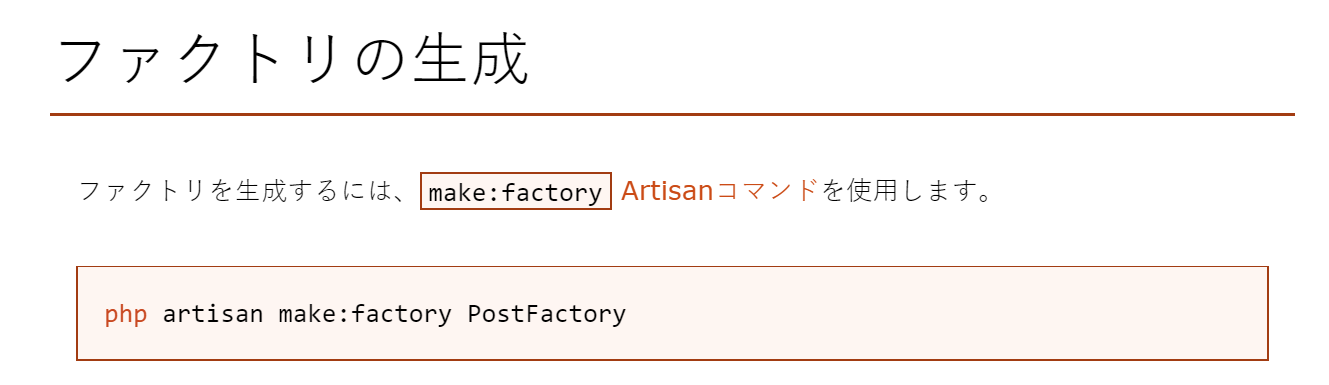 ファクトリの生成
ファクトリを生成するには、 make:factory Artisanコマンドを使用します。
php artisan make:factory PostFactory